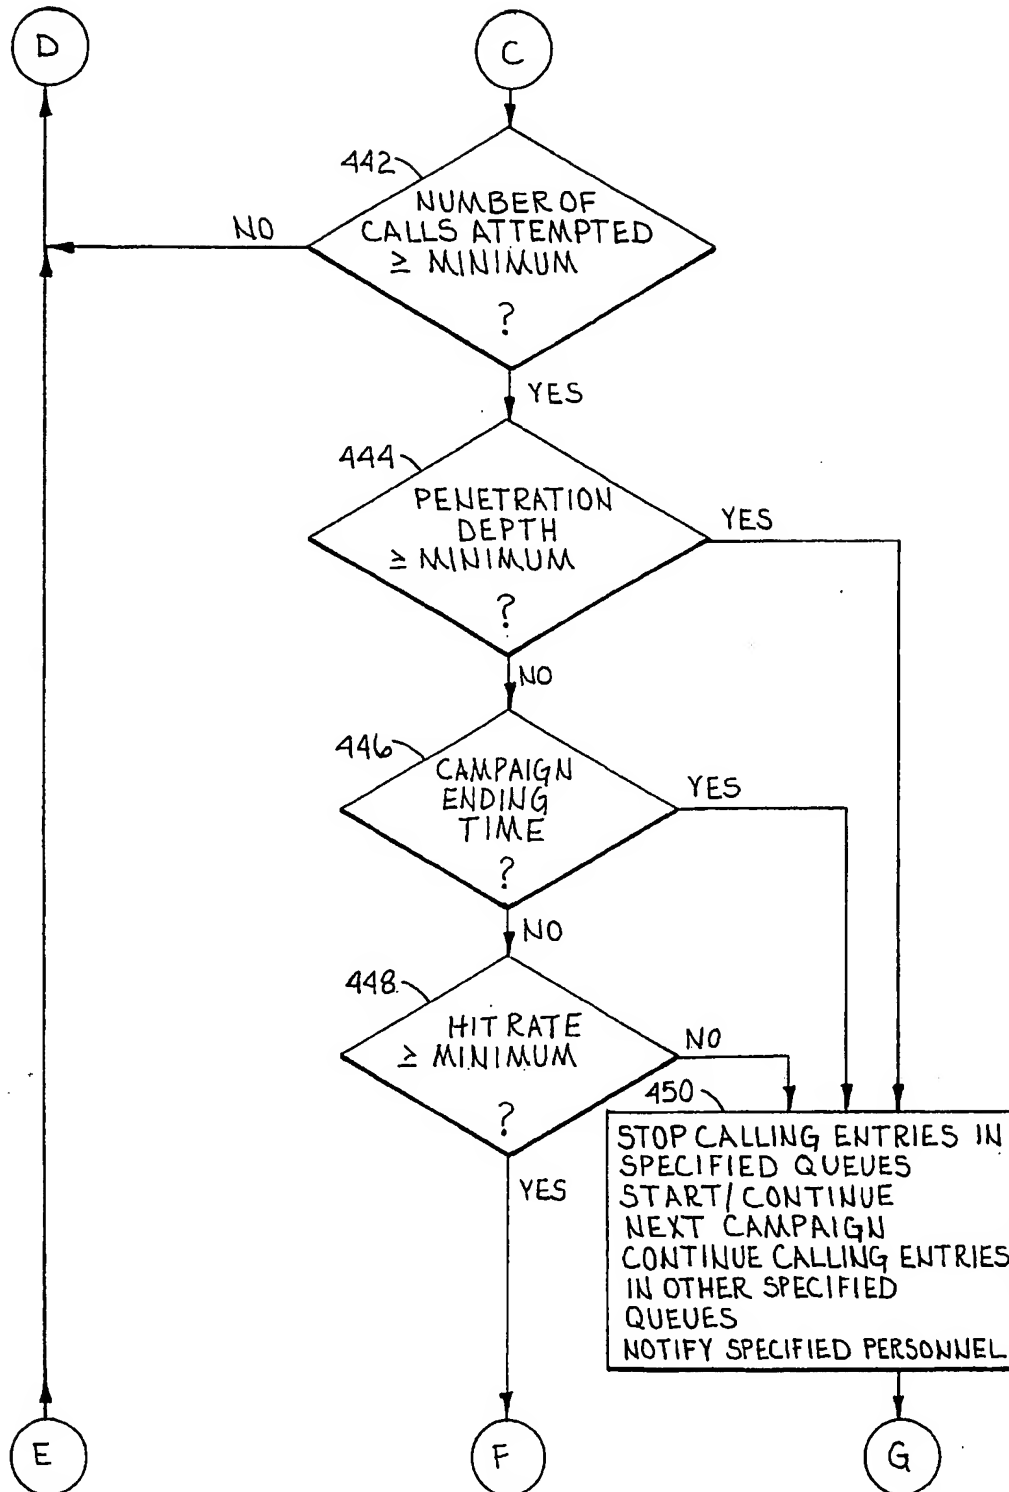 D
C
442
NUMBER OF
CALLS ATTEMPTED
≥ MINIMUM
?
NO
YES
444
PENETRATION
DEPTH
≥ MINIMUM
?
YES
NO
446
CAMPAIGN
ENDING
TIME
?
YES
NO
448
HIT RATE
≥ MINIMUM
?
NO
YES
450
STOP CALLING ENTRIES IN
SPECIFIED QUEUES
START/CONTINUE
NEXT CAMPAIGN
CONTINUE CALLING ENTRIES
IN OTHER SPECIFIED
QUEUES
NOTIFY SPECIFIED PERSONNEL
E
F
G